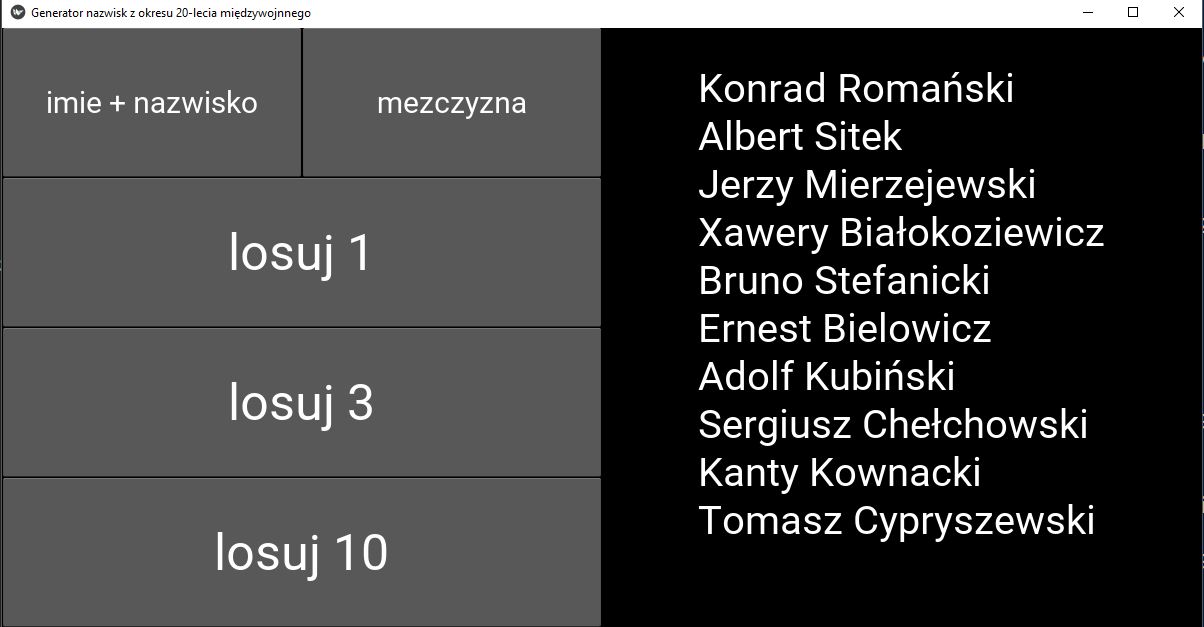 Generator nazwisk z okresu 20-lecia międzywojnnego
imie + nazwisko
mezczyzna
losuj 1
losuj 3
losuj 10
Konrad Romański
Albert Sitek
Jerzy Mierzejewski
Xawery Białokoziewicz
Bruno Stefanicki
Ernest Bielowicz
Adolf Kubiński
Sergiusz Chełchowski
Kanty Kownacki
Tomasz Cypryszewski